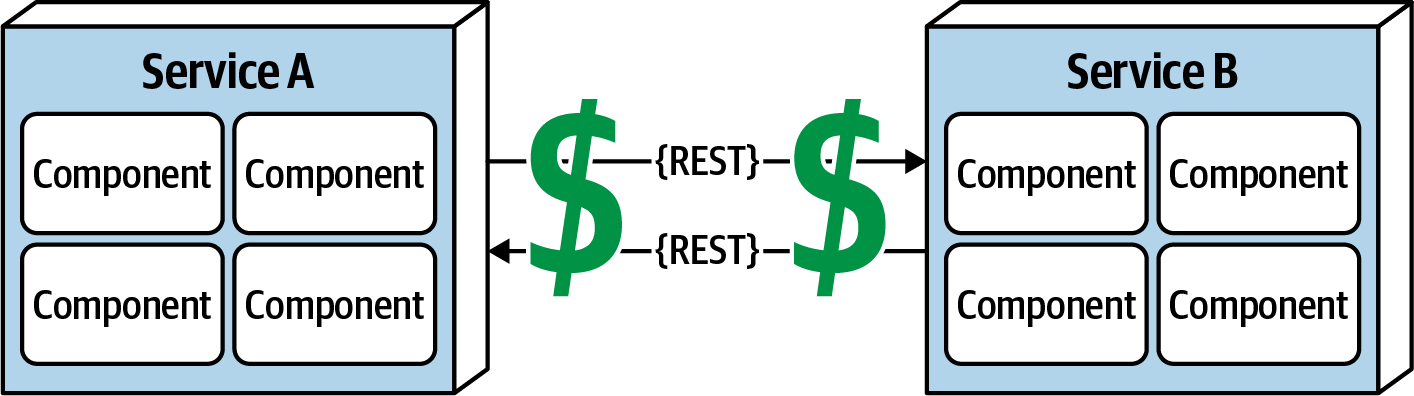 Service A
Component Component
Component Component
$ {REST} $
{REST}
Service B
Component Component
Component Component